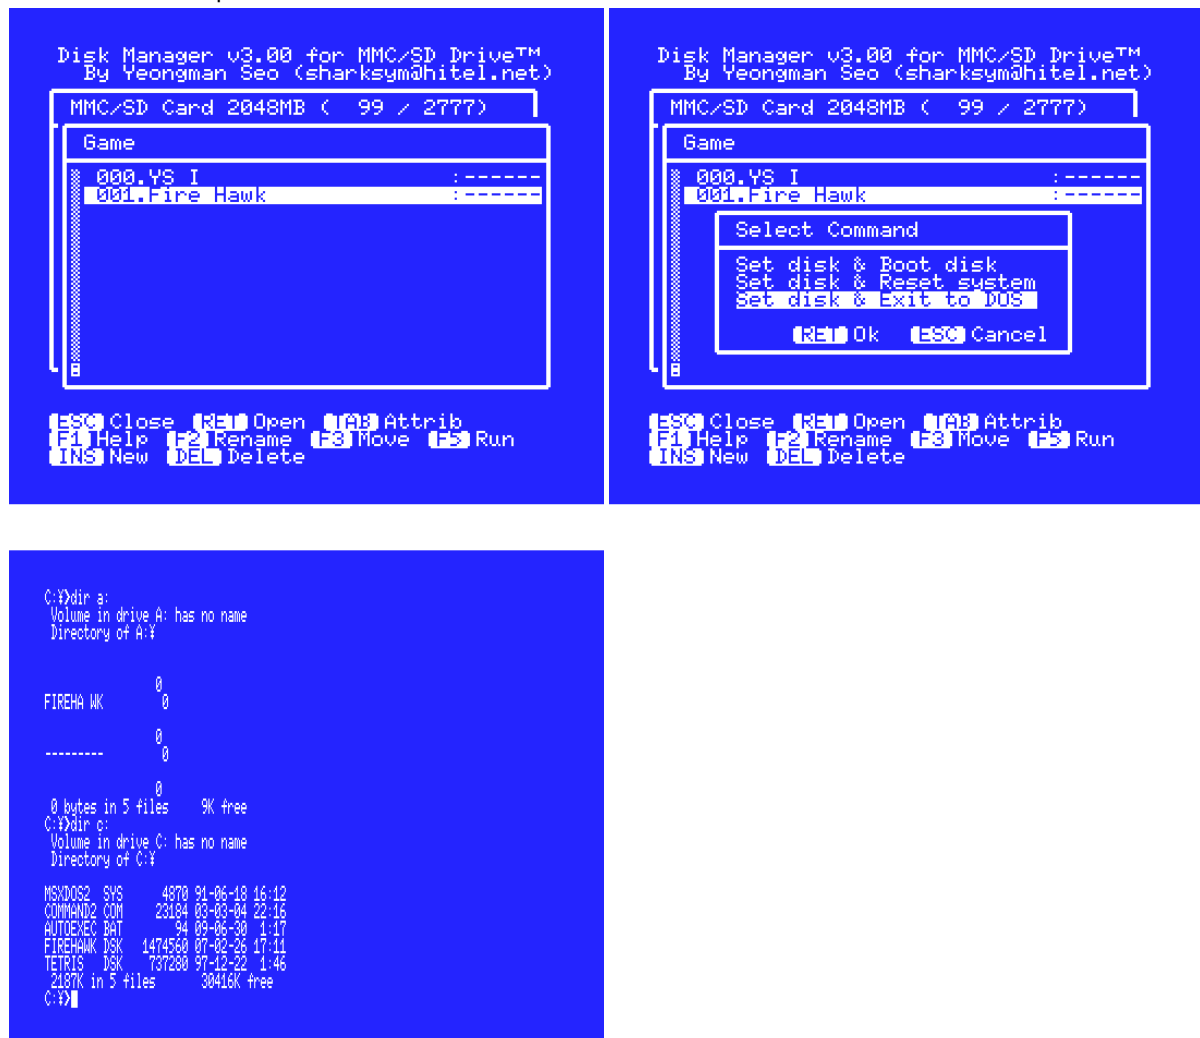 Disk Manager v3.00 for MMC/SD Drive™
By Yeongman Seo (sharksym@hitel.net)
MMC/SD Card 2048MB (  99 / 2777)
Game
000.YS I :------
001.Fire Hawk :------
ESC Close RET Open TAB Attrib
F1 Help F2 Rename F3 Move F5 Run
INS New DEL Delete
Disk Manager v3.00 for MMC/SD Drive™
By Yeongman Seo (sharksym@hitel.net)
MMC/SD Card 2048MB (  99 / 2777)
Game
000.YS I :------
001.Fire Hawk :------
Select Command
Set disk & Boot disk
Set disk & Reset system
Set disk & Exit to DOS
RET Ok ESC Cancel
ESC Close RET Open TAB Attrib
F1 Help F2 Rename F3 Move F5 Run
INS New DEL Delete
C:¥>dir a:
Volume in drive A: has no name
Directory of A:¥
0
FIREHA WK 0
0
--------- 0
0
0 bytes in 5 files 9K free
C:¥>dir c:
Volume in drive C: has no name
Directory of C:¥
MSXDOS2 SYS 4870 91-06-18 16:12
COMMAND2 COM 23184 03-03-04 22:16
AUTOEXEC BAT 94 09-06-30 1:17
FIREHAWK DSK 1474560 07-02-26 17:11
TETRIS DSK 737280 97-12-22 1:46
2187K in 5 files 30416K free
C:¥>